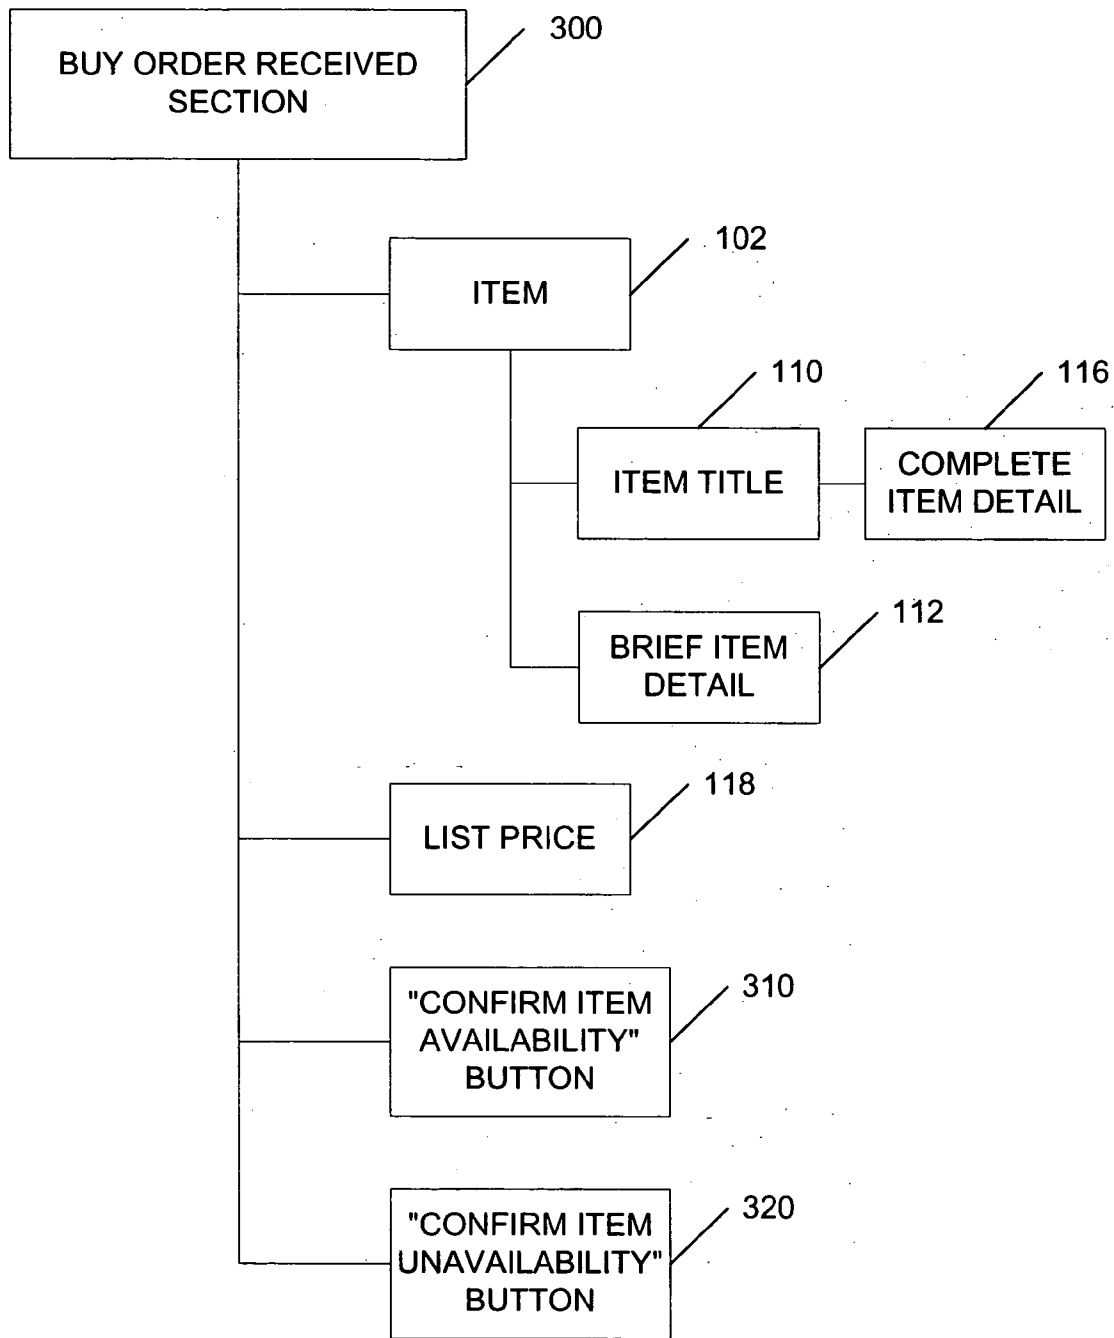 300
BUY ORDER RECEIVED
SECTION
102
ITEM
110
116
ITEM TITLE
COMPLETE
ITEM DETAIL
112
BRIEF ITEM
DETAIL
118
LIST PRICE
310
"CONFIRM ITEM
AVAILABILITY"
BUTTON
320
"CONFIRM ITEM
UNAVAILABILITY"
BUTTON